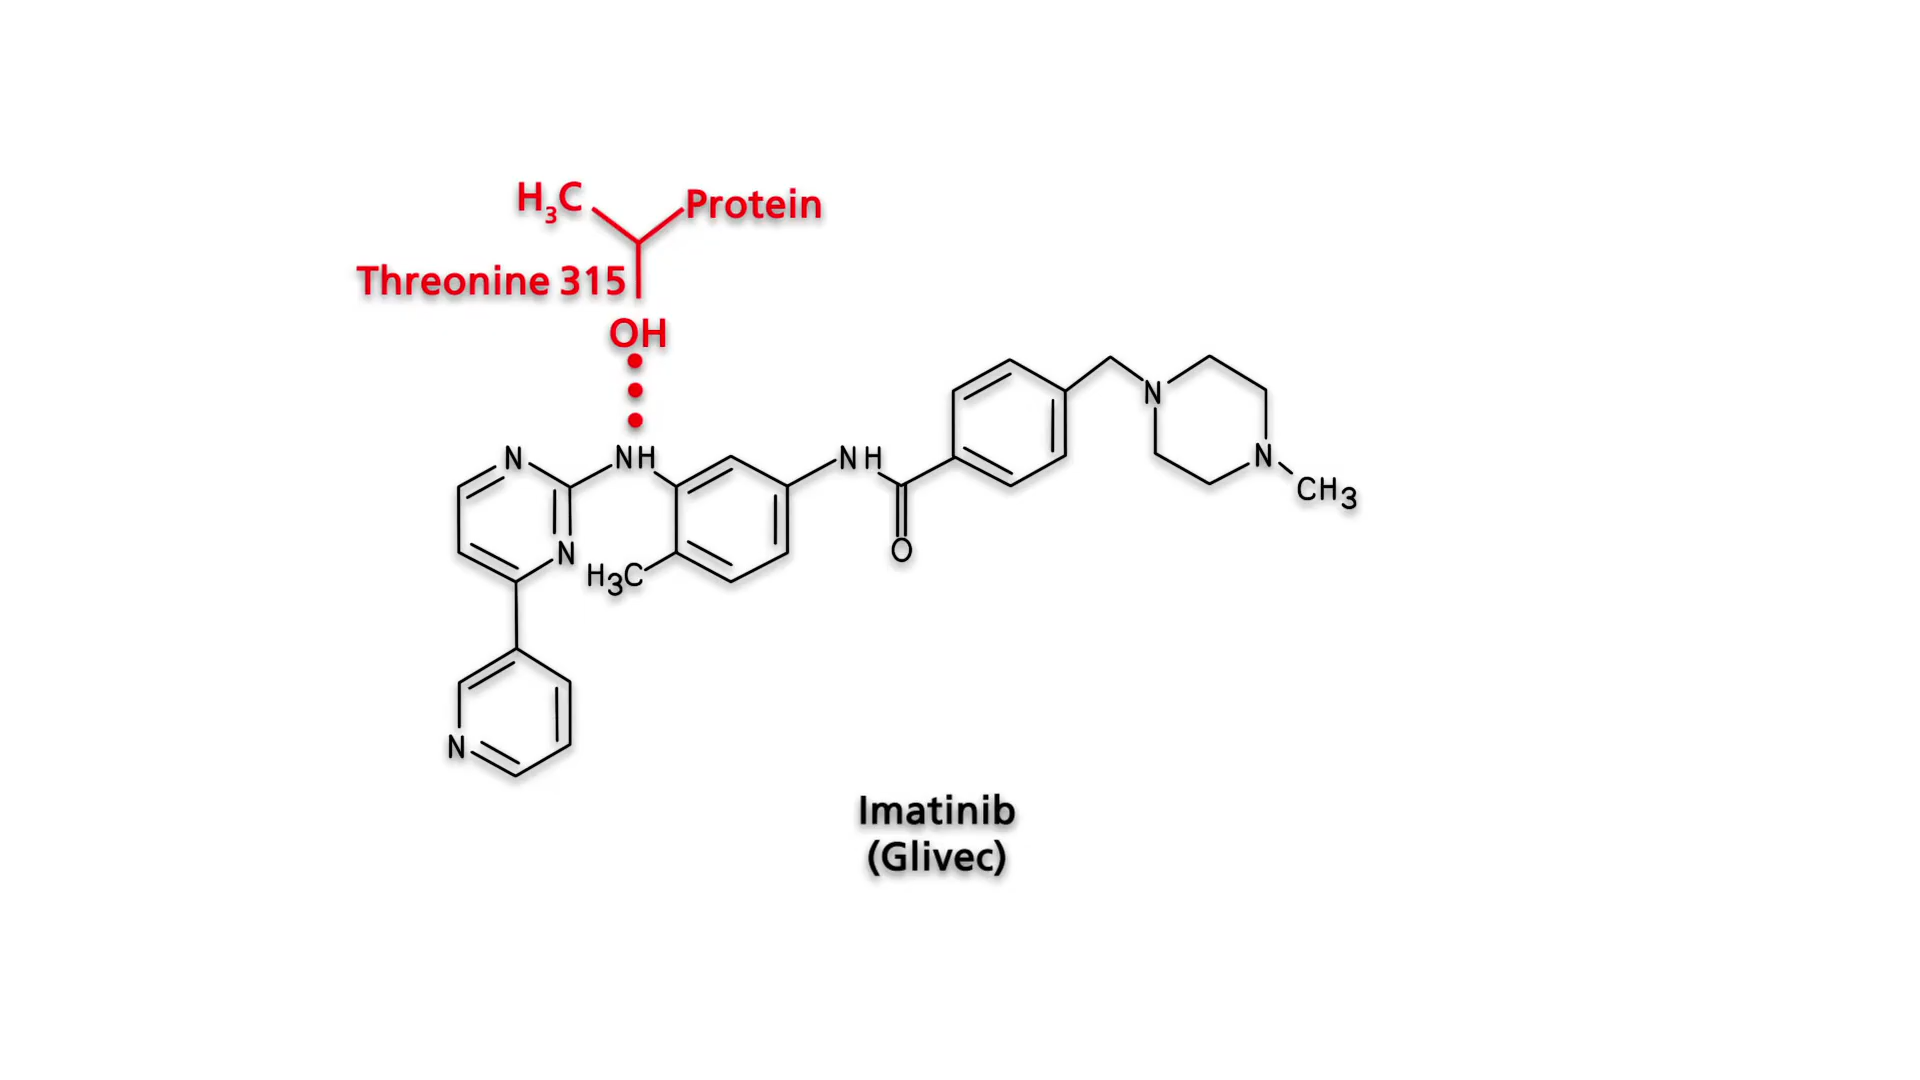 H₃C
Protein
Threonine 315
OH
N
NH
NH
N
N
CH₃
N
H₃C
O
N
Imatinib
(Glivec)